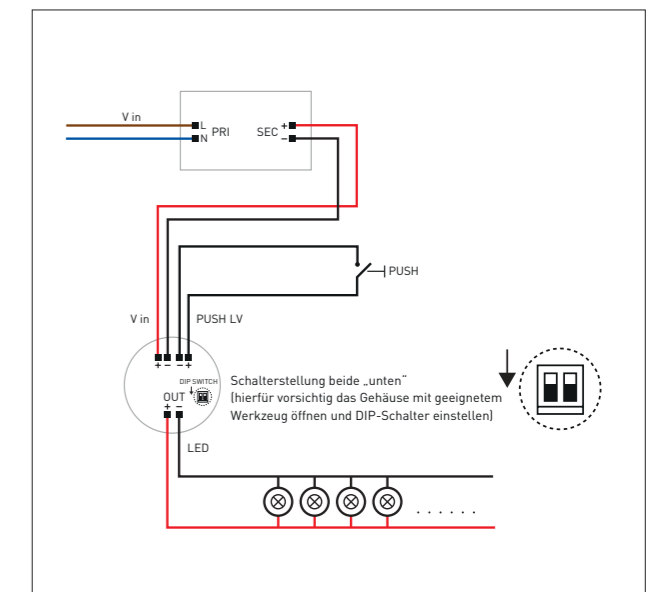 V in
L
PRI
N
SEC
+
−
PUSH
V in
PUSH LV
+ − − +
DIP SWITCH
OUT
+ −
Schalterstellung beide „unten“
(hierfür vorsichtig das Gehäuse mit geeignetem
Werkzeug öffnen und DIP-Schalter einstellen)
LED
. . . . . .